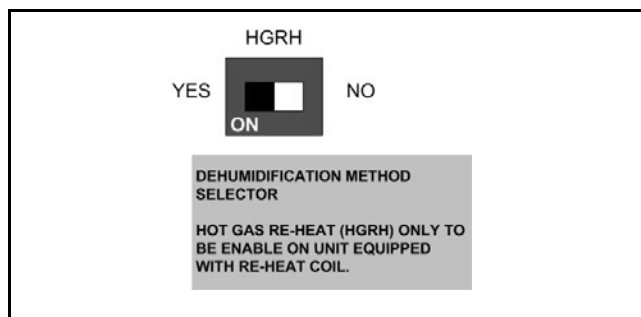 HGRH
YES
NO
ON
DEHUMIDIFICATION METHOD
SELECTOR
HOT GAS RE-HEAT (HGRH) ONLY TO
BE ENABLE ON UNIT EQUIPPED
WITH RE-HEAT COIL.